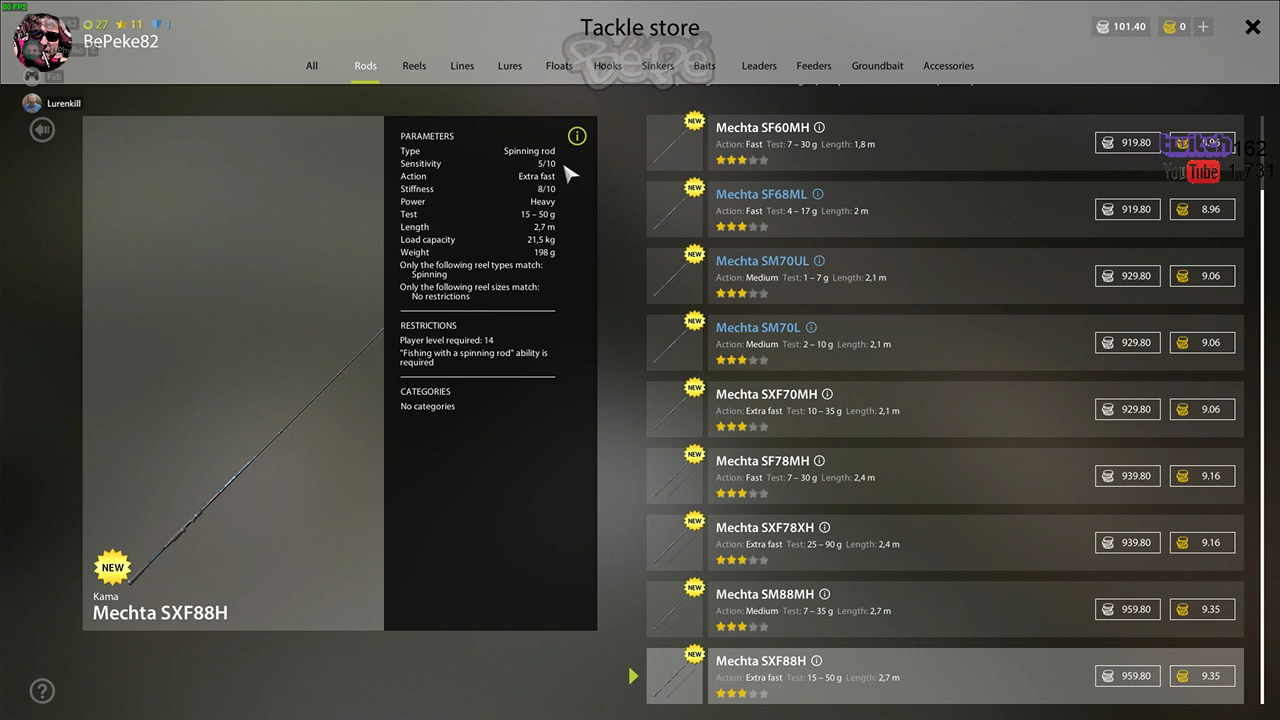 80 FPS
27 11 1
BePeke82
Tackle store
101.40 0
All Rods Reels Lines Lures Floats Hooks Sinkers Baits Leaders Feeders Groundbait Accessories
BéPé
Fidi
Lurenkill
PARAMETERS
Type Spinning rod
Sensitivity 5/10
Action Extra fast
Stiffness 8/10
Power Heavy
Test 15 – 50 g
Length 2,7 m
Load capacity 21,5 kg
Weight 198 g
Only the following reel types match:
Spinning
Only the following reel sizes match:
No restrictions
RESTRICTIONS
Player level required: 14
"Fishing with a spinning rod" ability is
required
CATEGORIES
No categories
NEW
Kama
Mechta SXF88H
NEW
Mechta SF60MH
Action: Fast Test: 7 – 30 g Length: 1,8 m
919.80
twitch 162
YouTube 1.731
NEW
Mechta SF68ML
Action: Fast Test: 4 – 17 g Length: 2 m
919.80 8.96
NEW
Mechta SM70UL
Action: Medium Test: 1 – 7 g Length: 2,1 m
929.80 9.06
NEW
Mechta SM70L
Action: Medium Test: 2 – 10 g Length: 2,1 m
929.80 9.06
NEW
Mechta SXF70MH
Action: Extra fast Test: 10 – 35 g Length: 2,1 m
929.80 9.06
NEW
Mechta SF78MH
Action: Fast Test: 7 – 30 g Length: 2,4 m
939.80 9.16
NEW
Mechta SXF78XH
Action: Extra fast Test: 25 – 90 g Length: 2,4 m
939.80 9.16
NEW
Mechta SM88MH
Action: Medium Test: 7 – 35 g Length: 2,7 m
959.80 9.35
NEW
Mechta SXF88H
Action: Extra fast Test: 15 – 50 g Length: 2,7 m
959.80 9.35